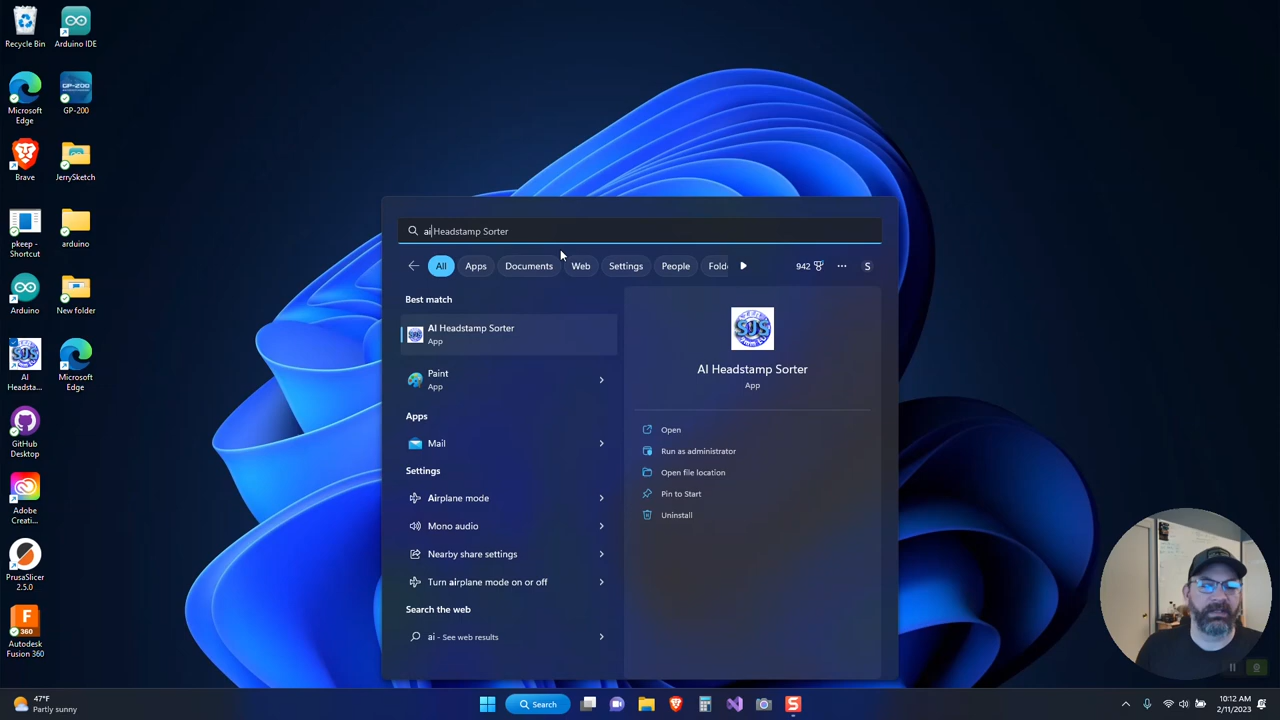 Recycle Bin
Arduino IDE
Microsoft
Edge
GP-200
GP-200
Brave
JerrySketch
pkeep -
Shortcut
arduino
Arduino
New folder
AI
Headsta...
Microsoft
Edge
GitHub
Desktop
Adobe
Creati...
PrusaSlicer
2.5.0
F
360
Autodesk
Fusion 360
ai Headstamp Sorter
All
Apps
Documents
Web
Settings
People
Fold
942
S
Best match
AI Headstamp Sorter
App
Paint
App
Apps
Mail
Settings
Airplane mode
Mono audio
Nearby share settings
Turn airplane mode on or off
Search the web
ai - See web results
SJS
AI Headstamp Sorter
App
Open
Run as administrator
Open file location
Pin to Start
Uninstall
47°F
Partly sunny
Search
S
10:12 AM
2/11/2023